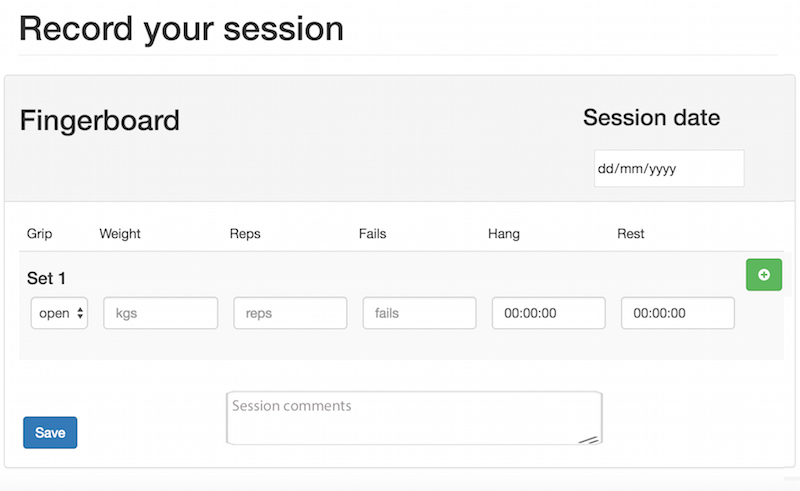 Record your session
Fingerboard
Session date
dd/mm/yyyy
Grip Weight Reps Fails Hang Rest
Set 1
open kgs reps fails 00:00:00 00:00:00
Session comments
Save